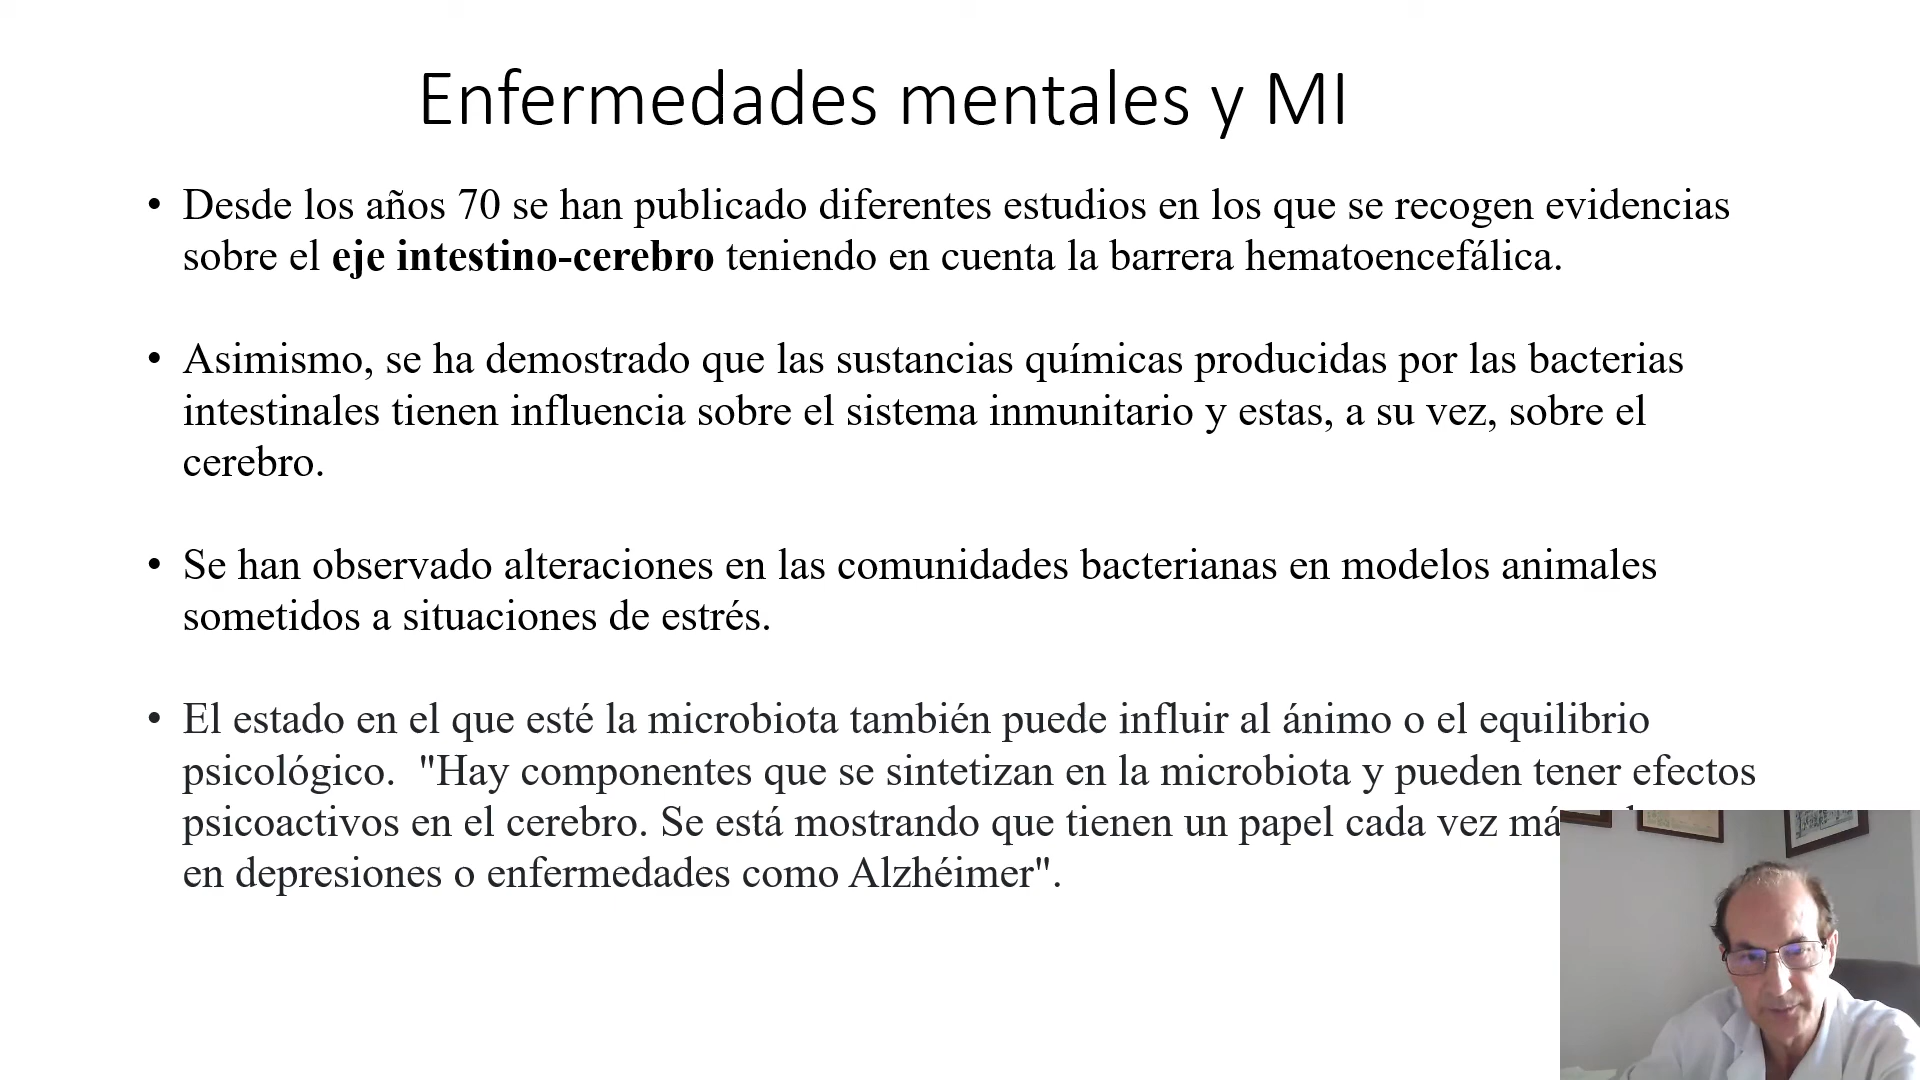 Enfermedades mentales y MI
• Desde los años 70 se han publicado diferentes estudios en los que se recogen evidencias
sobre el eje intestino-cerebro teniendo en cuenta la barrera hematoencefálica.
• Asimismo, se ha demostrado que las sustancias químicas producidas por las bacterias
intestinales tienen influencia sobre el sistema inmunitario y estas, a su vez, sobre el
cerebro.
• Se han observado alteraciones en las comunidades bacterianas en modelos animales
sometidos a situaciones de estrés.
• El estado en el que esté la microbiota también puede influir al ánimo o el equilibrio
psicológico.  "Hay componentes que se sintetizan en la microbiota y pueden tener efectos
psicoactivos en el cerebro. Se está mostrando que tienen un papel cada vez
en depresiones o enfermedades como Alzhéimer".